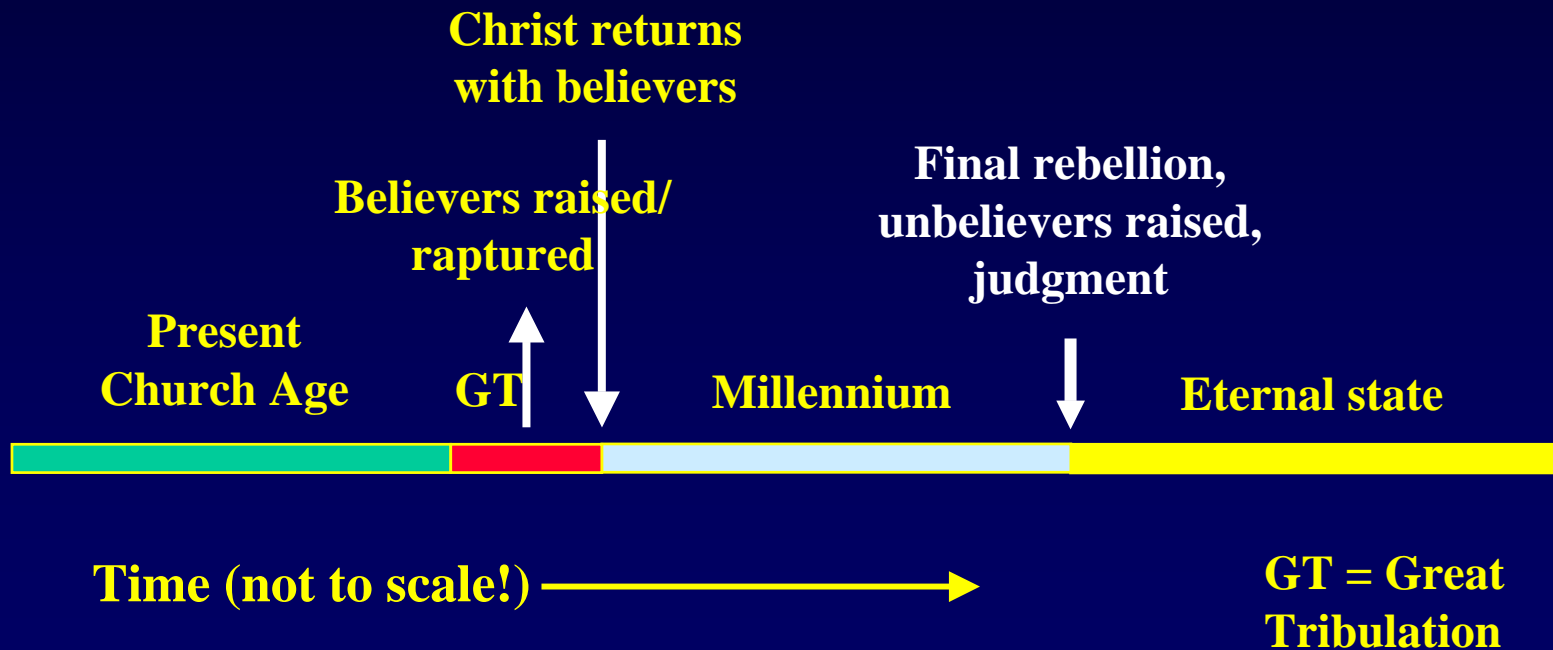 Christ returns
with believers
Believers raised/
raptured
Final rebellion,
unbelievers raised,
judgment
Present
Church Age
GT
Millennium
Eternal state
Time (not to scale!)
GT = Great
Tribulation